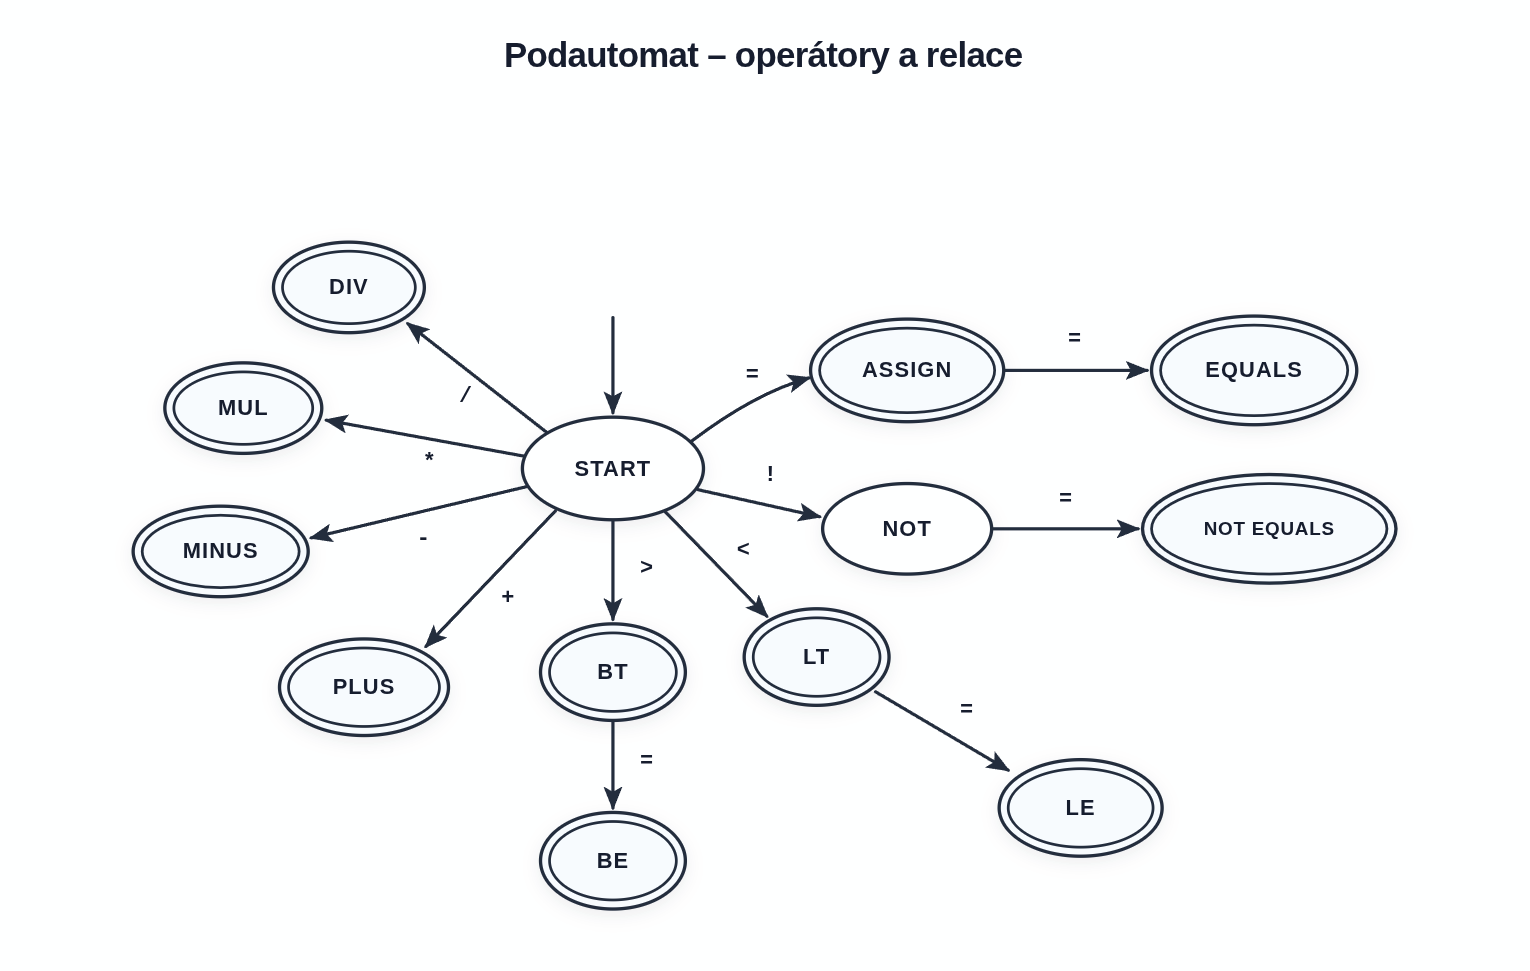 Podautomat – operátory a relace
DIV
/
MUL
*
MINUS
-
PLUS
+
START
=
ASSIGN
=
EQUALS
!
NOT
=
NOT EQUALS
<
LT
=
LE
>
BT
=
BE